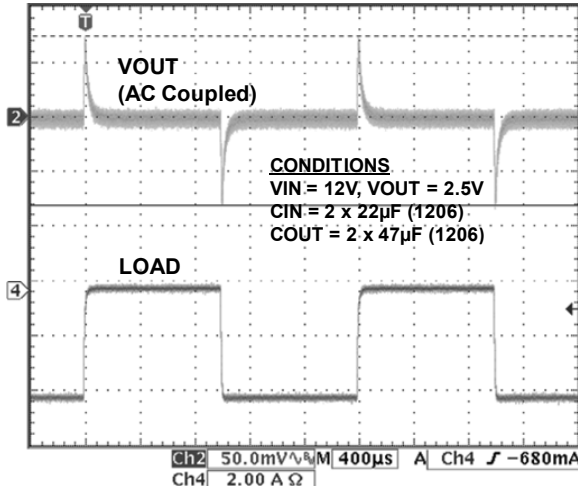 T
VOUT
(AC Coupled)
2
CONDITIONS
VIN = 12V, VOUT = 2.5V
CIN = 2 x 22µF (1206)
COUT = 2 x 47µF (1206)
LOAD
4
Ch2 50.0mV∿ M 400µs A Ch4 ʃ −680mA
Ch4 2.00 A Ω